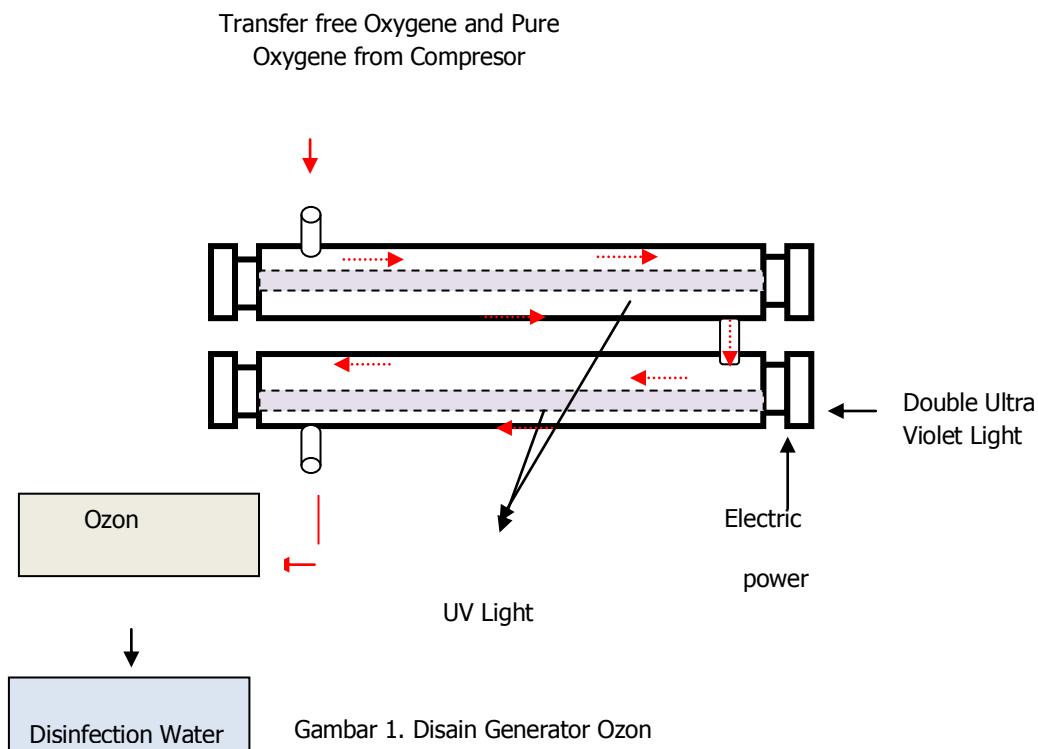 Transfer free Oxygene and Pure
Oxygene from Compresor
Double Ultra
Violet Light
Ozon
Electric
power
UV Light
Disinfection Water
Gambar 1. Disain Generator Ozon